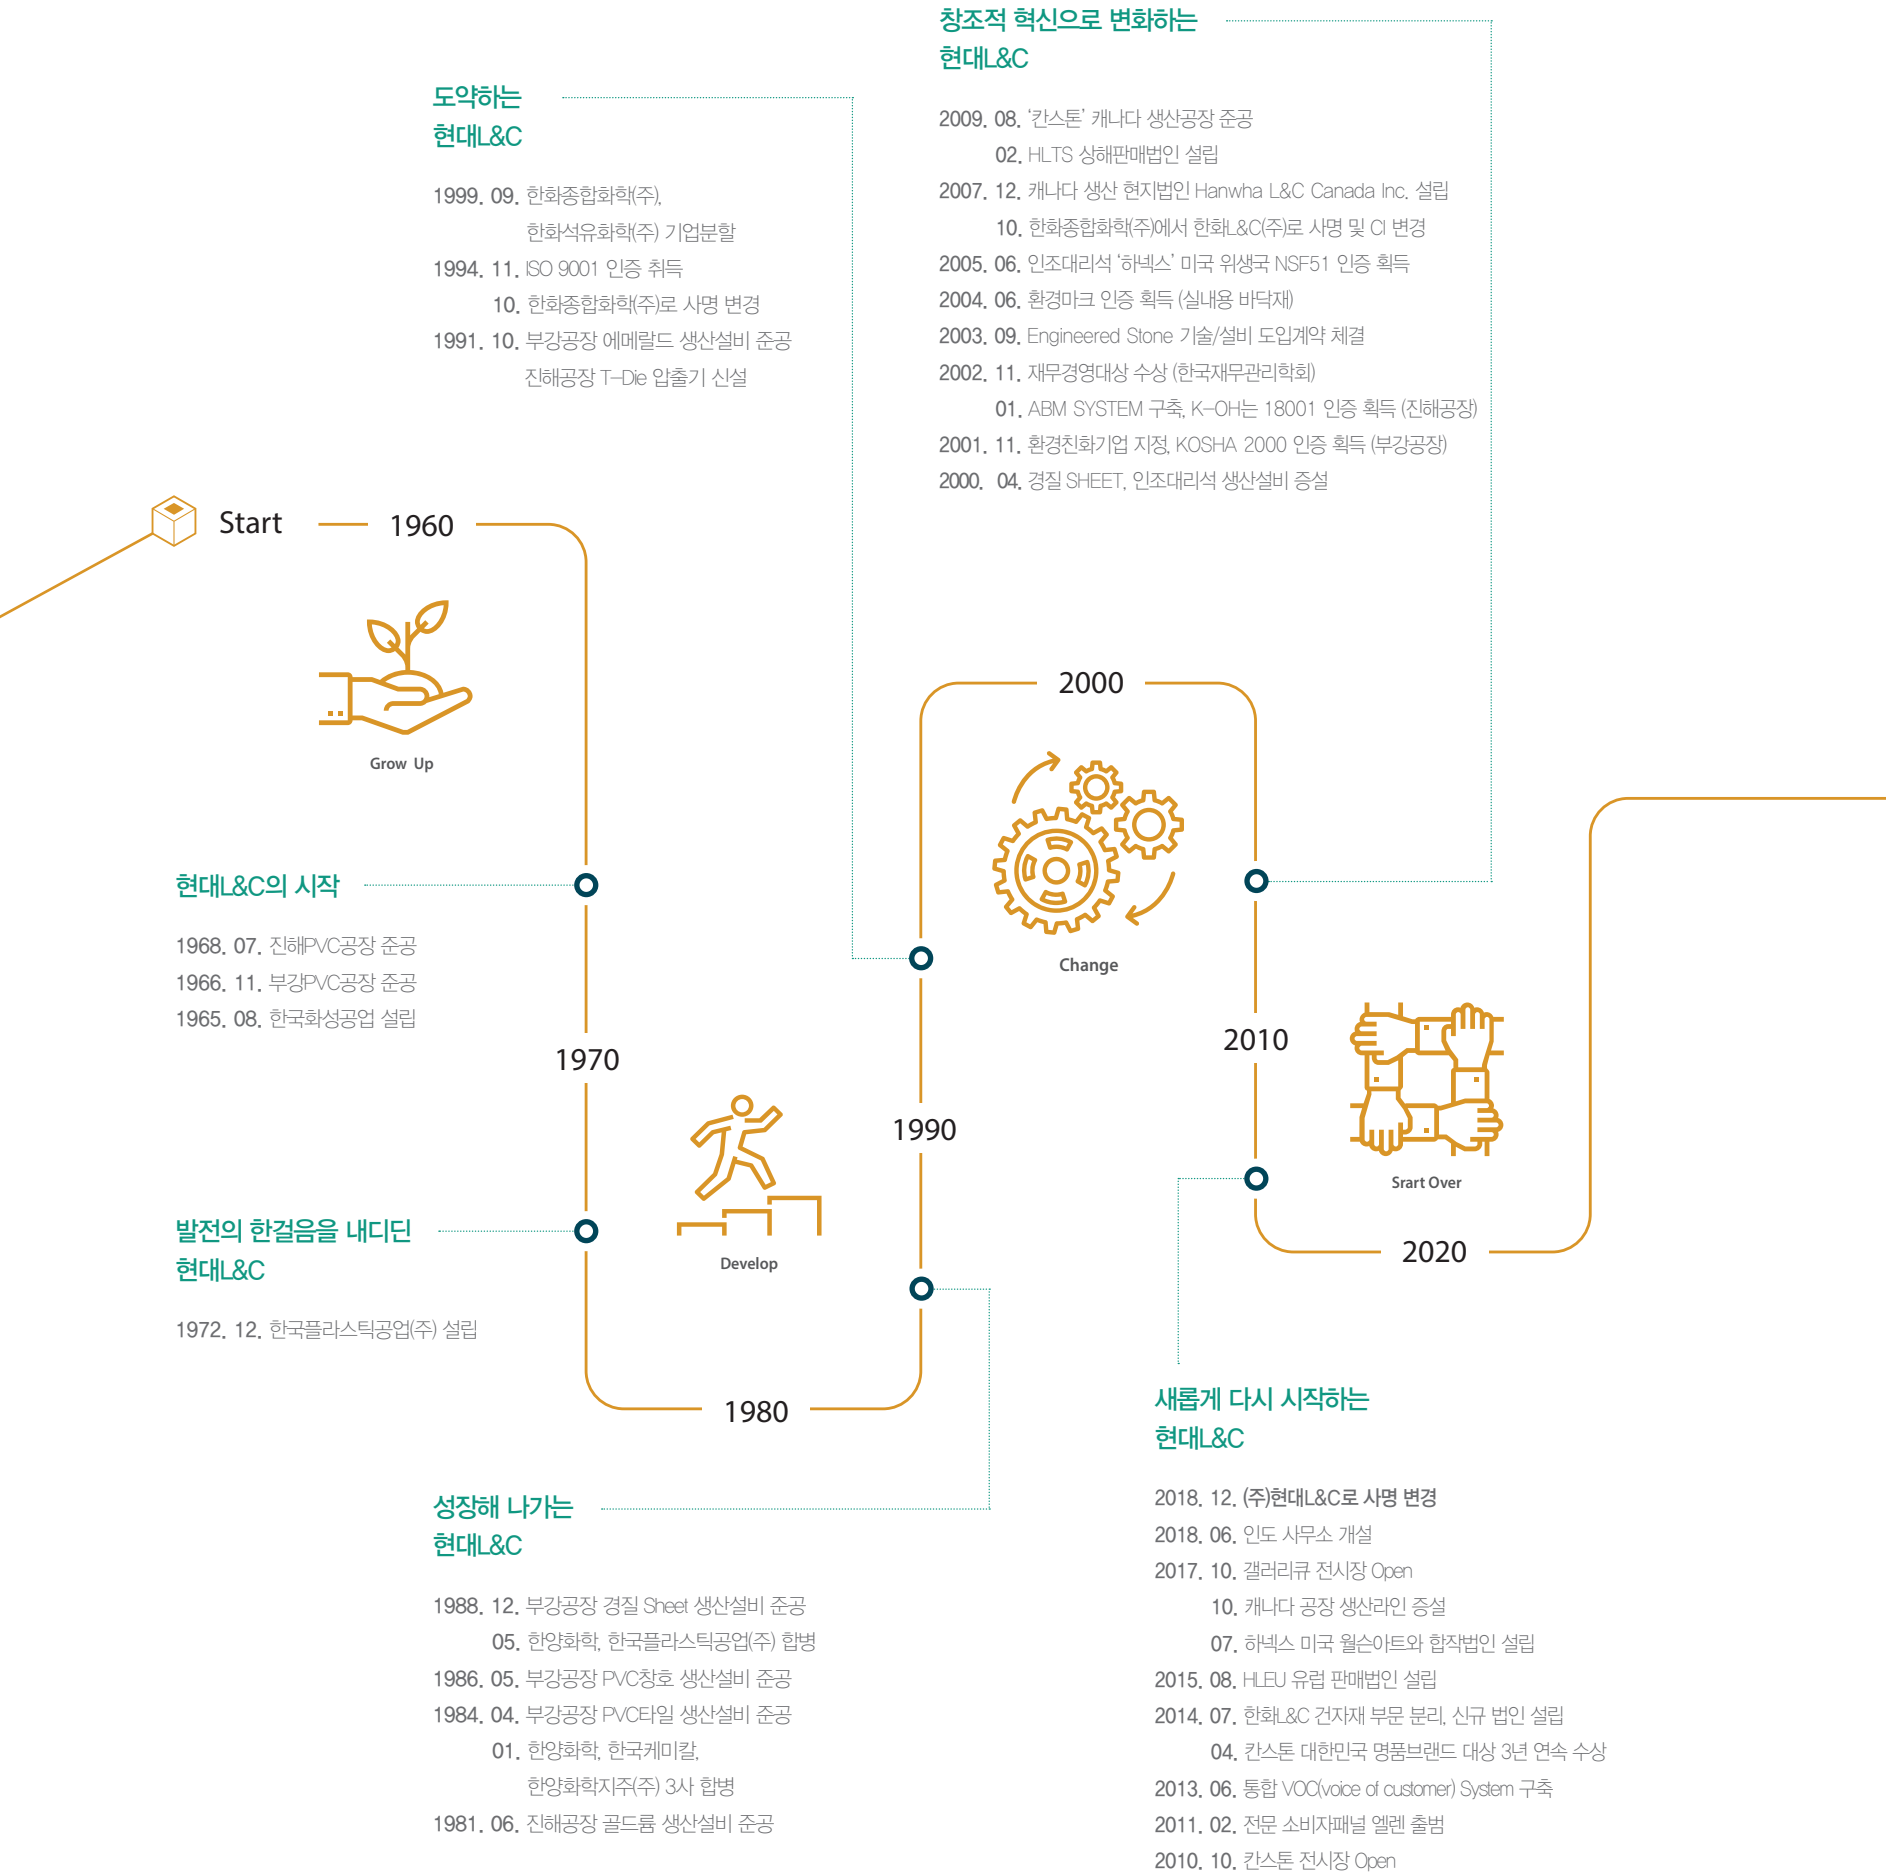 창조적 혁신으로 변화하는
현대L&C
2009. 08. ‘칸스톤’ 캐나다 생산공장 준공
02. HLTS 상해판매법인 설립
2007. 12. 캐나다 생산 현지법인 Hanwha L&C Canada Inc. 설립
10. 한화종합화학(주)에서 한화L&C(주)로 사명 및 CI 변경
2005. 06. 인조대리석 ‘하넥스’ 미국 위생국 NSF51 인증 획득
2004. 06. 환경마크 인증 획득 (실내용 바닥재)
2003. 09. Engineered Stone 기술/설비 도입계약 체결
2002. 11. 재무경영대상 수상 (한국재무관리학회)
01. ABM SYSTEM 구축, K-OH는 18001 인증 획득 (진해공장)
2001. 11. 환경친화기업 지정, KOSHA 2000 인증 획득 (부강공장)
2000. 04. 경질 SHEET, 인조대리석 생산설비 증설
도약하는
현대L&C
1999. 09. 한화종합화학(주),
한화석유화학(주) 기업분할
1994. 11. ISO 9001 인증 취득
10. 한화종합화학(주)로 사명 변경
1991. 10. 부강공장 에메랄드 생산설비 준공
진해공장 T-Die 압출기 신설
Start
1960
Grow Up
현대L&C의 시작
1968. 07. 진해PVC공장 준공
1966. 11. 부강PVC공장 준공
1965. 08. 한국화성공업 설립
1970
발전의 한걸음을 내디딘
현대L&C
1972. 12. 한국플라스틱공업(주) 설립
Develop
1980
1990
2000
Change
2010
Srart Over
2020
성장해 나가는
현대L&C
1988. 12. 부강공장 경질 Sheet 생산설비 준공
05. 한양화학, 한국플라스틱공업(주) 합병
1986. 05. 부강공장 PVC창호 생산설비 준공
1984. 04. 부강공장 PVC타일 생산설비 준공
01. 한양화학, 한국케미칼,
한양화학지주(주) 3사 합병
1981. 06. 진해공장 골드륨 생산설비 준공
새롭게 다시 시작하는
현대L&C
2018. 12. (주)현대L&C로 사명 변경
2018. 06. 인도 사무소 개설
2017. 10. 갤러리큐 전시장 Open
10. 캐나다 공장 생산라인 증설
07. 하넥스 미국 윌슨아트와 합작법인 설립
2015. 08. HLEU 유럽 판매법인 설립
2014. 07. 한화L&C 건자재 부문 분리, 신규 법인 설립
04. 칸스톤 대한민국 명품브랜드 대상 3년 연속 수상
2013. 06. 통합 VOC(voice of customer) System 구축
2011. 02. 전문 소비자패널 엘렌 출범
2010. 10. 칸스톤 전시장 Open